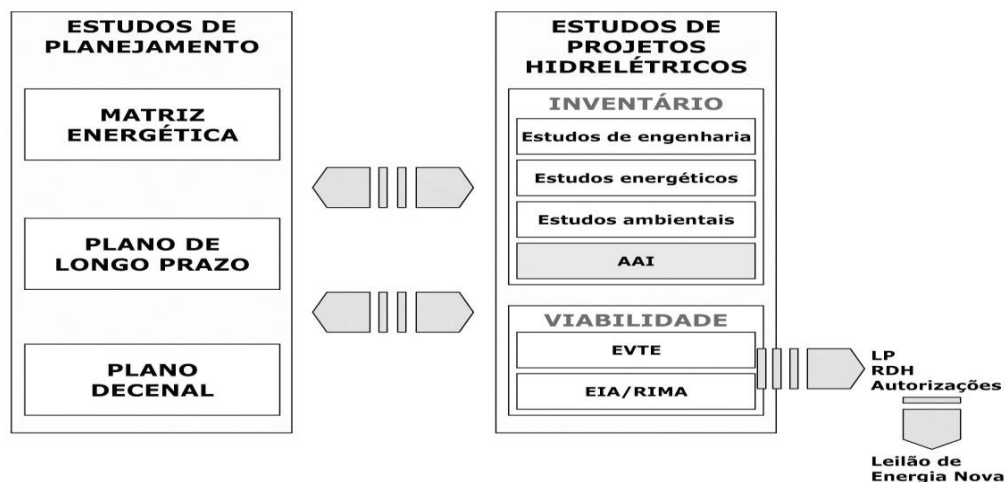 ESTUDOS DE
PLANEJAMENTO
MATRIZ
ENERGÉTICA
PLANO DE
LONGO PRAZO
PLANO
DECENAL
ESTUDOS DE
PROJETOS
HIDRELÉTRICOS
INVENTÁRIO
Estudos de engenharia
Estudos energéticos
Estudos ambientais
AAI
VIABILIDADE
EVTE
EIA/RIMA
LP
RDH
Autorizações
Leilão de
Energia Nova